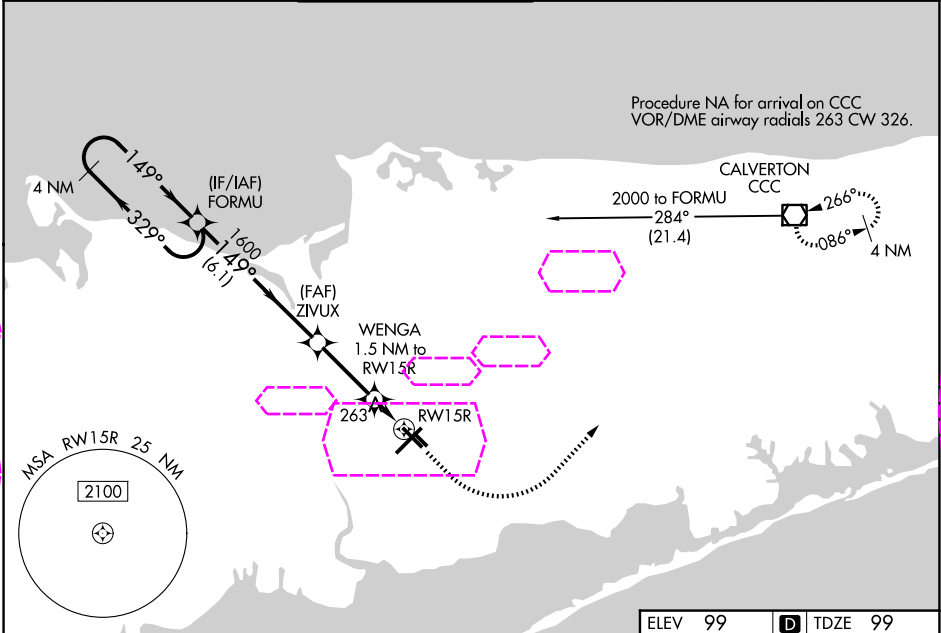 Procedure NA for arrival on CCC
VOR/DME airway radials 263 CW 326.
CALVERTON
CCC
2000 to FORMU
284°
(21.4)
266°
086°
4 NM
4 NM
149°
329°
(IF/IAF)
FORMU
1600
149°
(6.1)
(FAF)
ZIVUX
WENGA
1.5 NM to
RW15R
263
RW15R
MSA RW15R 25 NM
2100
ELEV 99 D TDZE 99